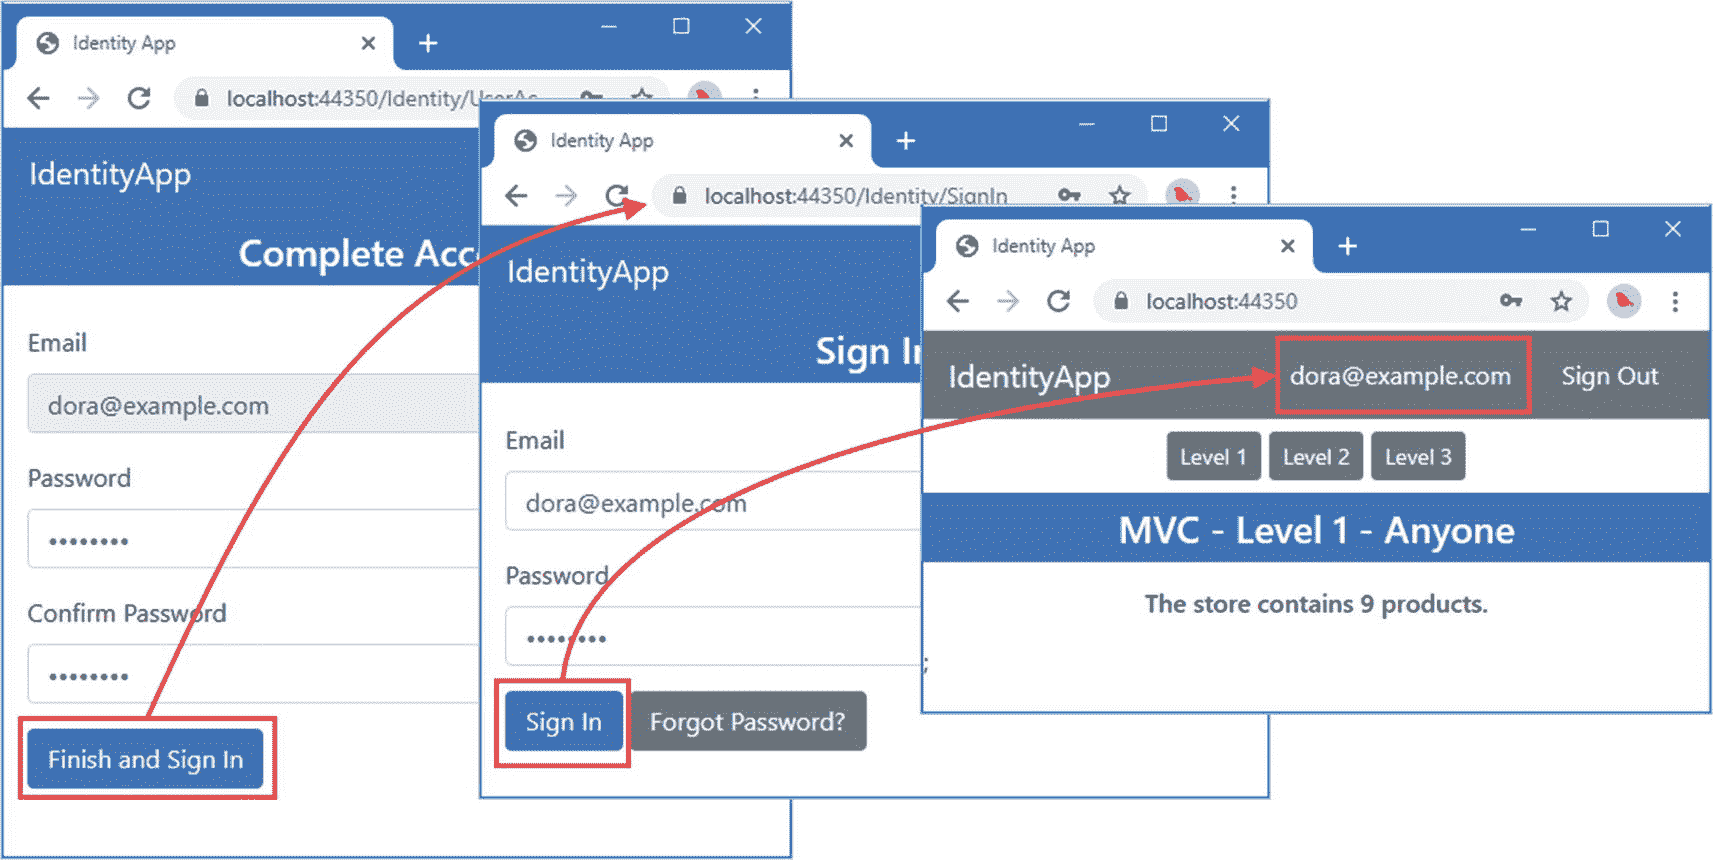 Identity App
localhost:44350/Identity/UserAc
IdentityApp
Complete Acc
Email
dora@example.com
Password
••••••••
Confirm Password
••••••••
Finish and Sign In
Identity App
localhost:44350/Identity/SignIn
IdentityApp
Sign In
Email
dora@example.com
Password
••••••••
Sign In
Forgot Password?
;
Identity App
localhost:44350
IdentityApp
dora@example.com
Sign Out
Level 1
Level 2
Level 3
MVC - Level 1 - Anyone
The store contains 9 products.